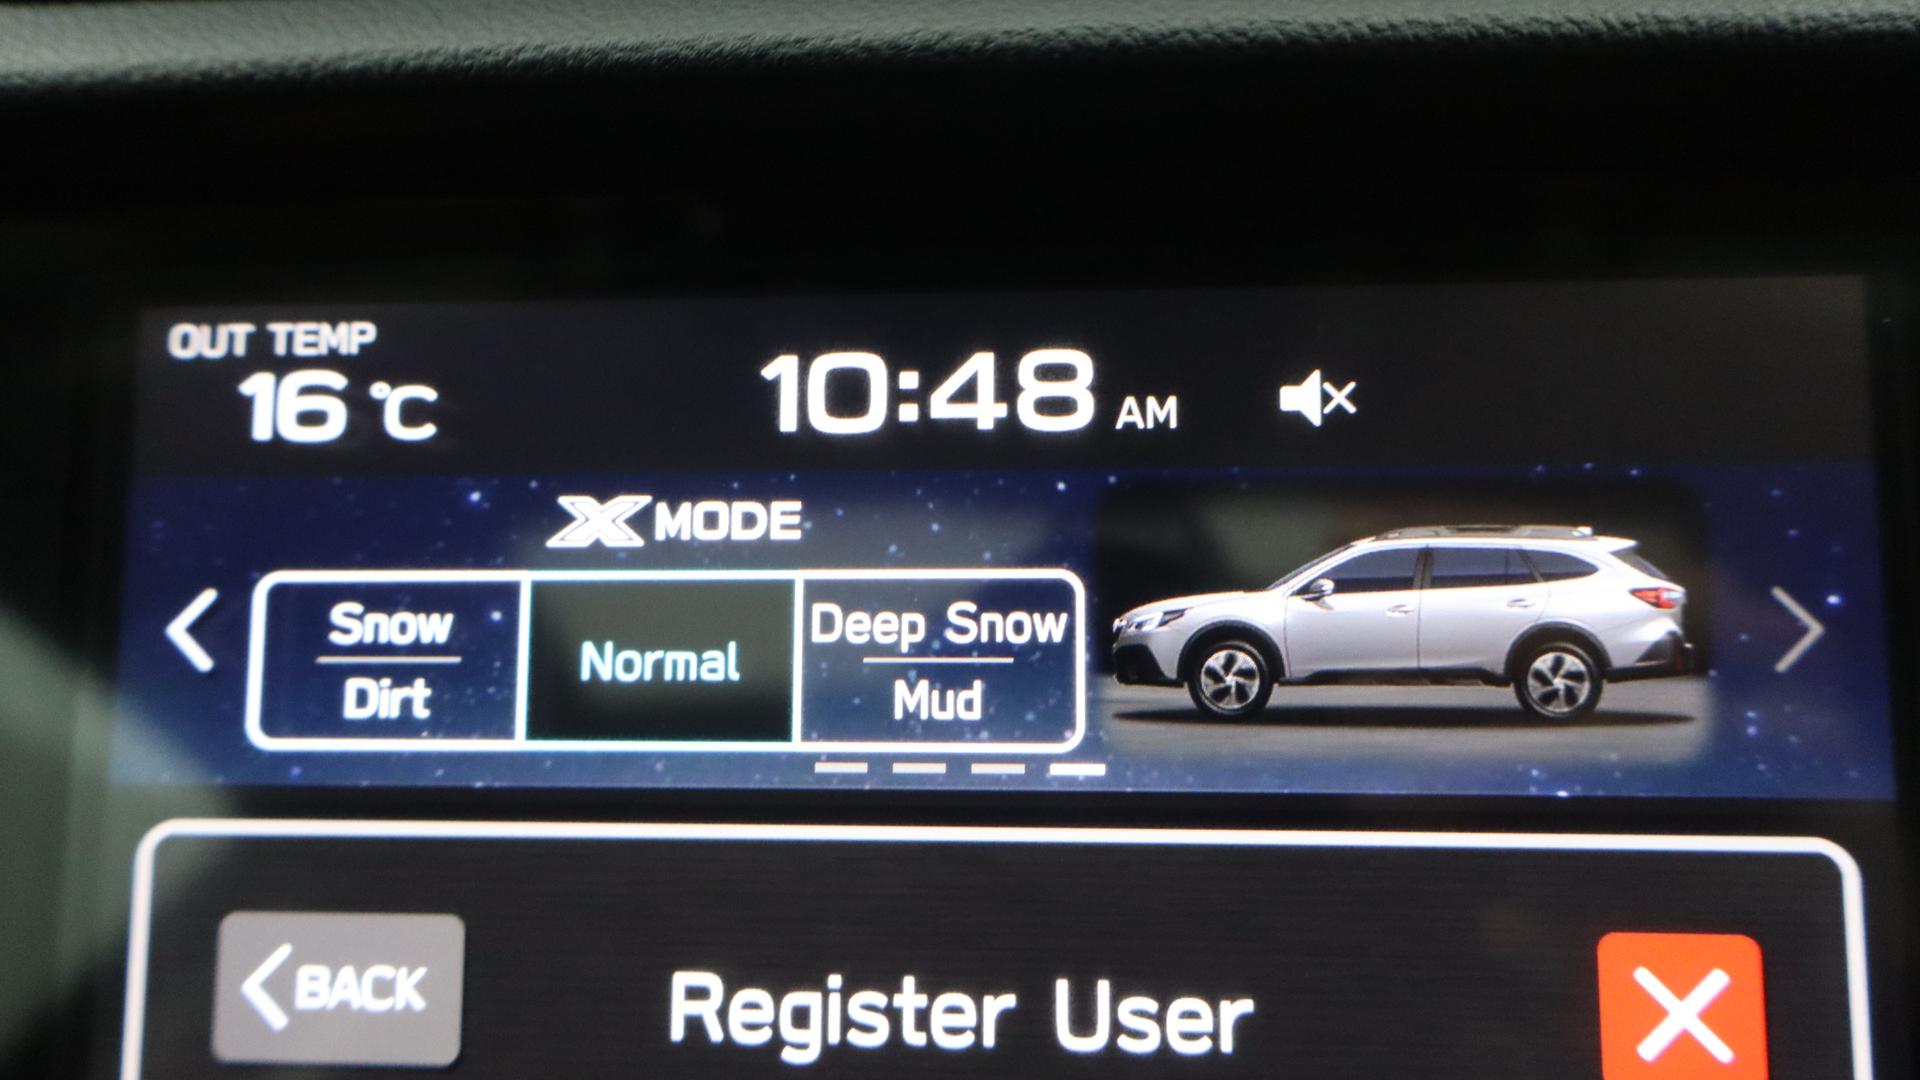 OUT TEMP
16 °C
10:48 AM
X MODE
Snow
Dirt
Normal
Deep Snow
Mud
BACK
Register User